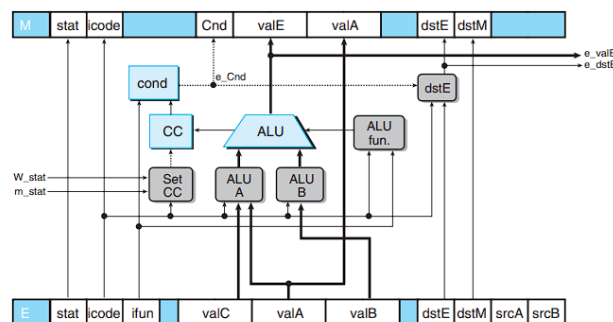 M stat icode Cnd valE valA dstE dstM
e_valE
e_dstE
e_Cnd
cond
dstE
CC
ALU
ALU
fun.
W_stat
m_stat
Set
CC
ALU
A
ALU
B
E stat icode ifun valC valA valB dstE dstM srcA srcB